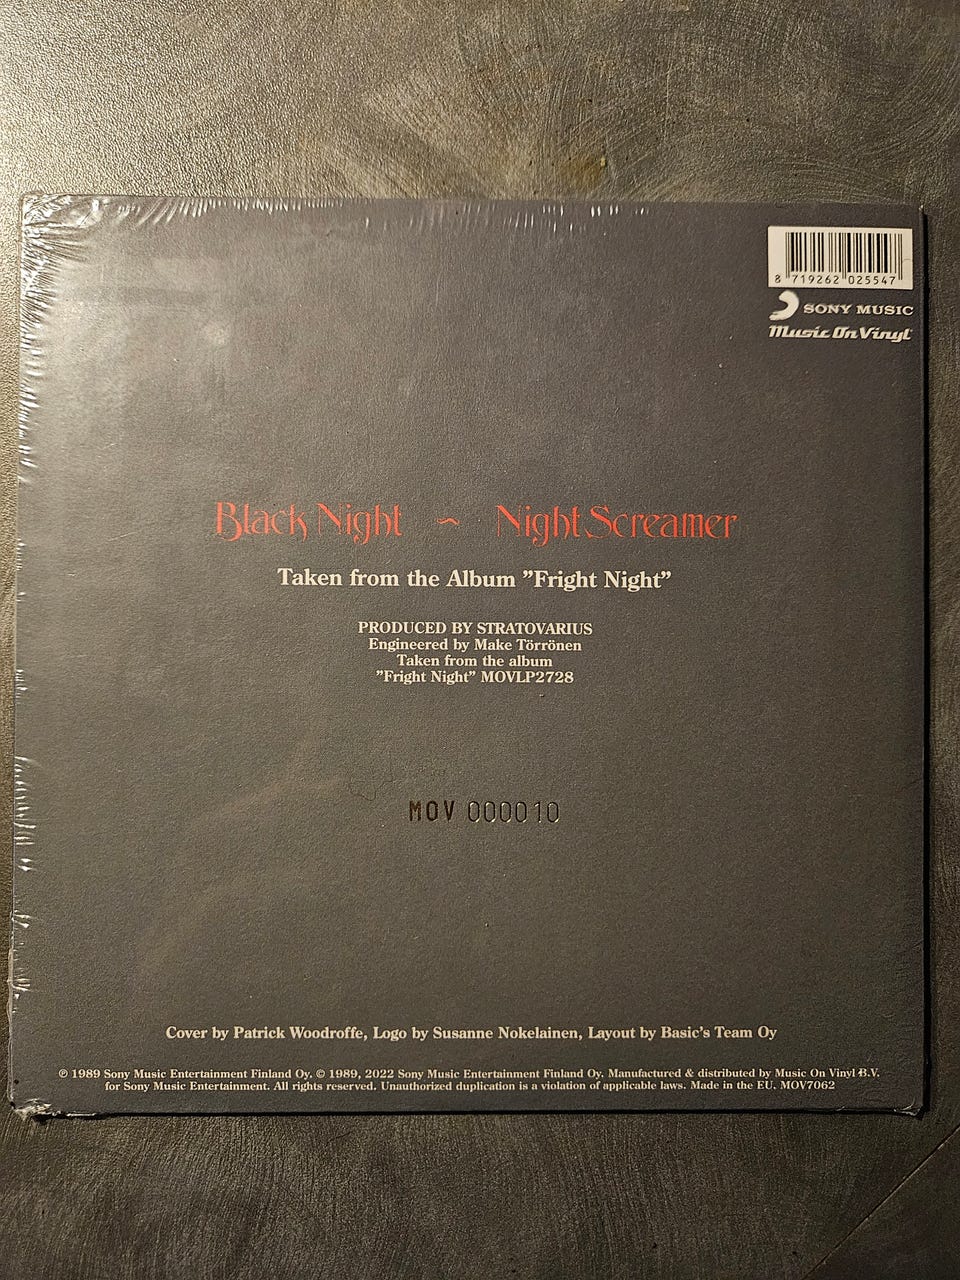 8 719262 025547
SONY MUSIC
Music On Vinyl
Black Night ~ Night Screamer
Taken from the Album ”Fright Night”
PRODUCED BY STRATOVARIUS
Engineered by Make Törrönen
Taken from the album
”Fright Night” MOVLP2728
MOV 000010
Cover by Patrick Woodroffe, Logo by Susanne Nokelainen, Layout by Basic's Team Oy
℗ 1989 Sony Music Entertainment Finland Oy. © 1989, 2022 Sony Music Entertainment Finland Oy. Manufactured & distributed by Music On Vinyl B.V.
for Sony Music Entertainment. All rights reserved. Unauthorized duplication is a violation of applicable laws. Made in the EU. MOV7062